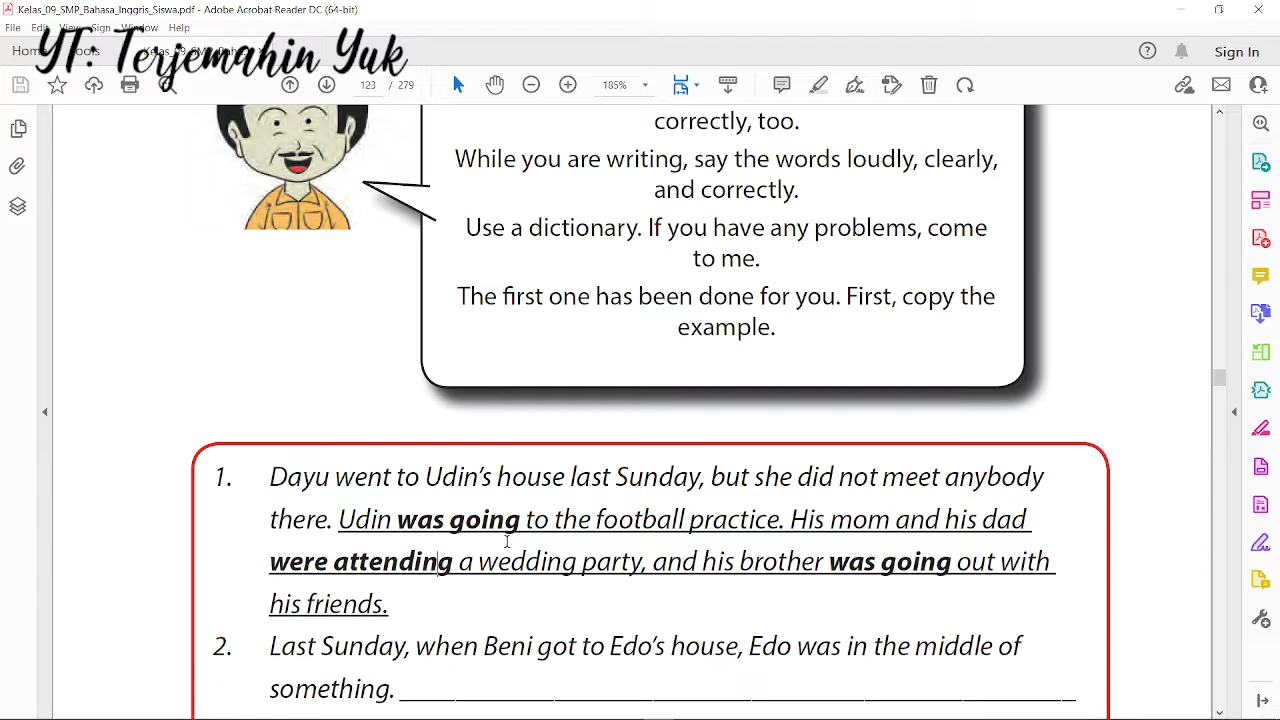 Kelas_09_SMP_Bahasa_Inggris_Siswa.pdf - Adobe Acrobat Reader DC (64-bit)
File Edit View Sign Window Help
YT: Terjemahin Yuk
Sign In
123 / 279
185%
correctly, too.
While you are writing, say the words loudly, clearly,
and correctly.
Use a dictionary. If you have any problems, come
to me.
The first one has been done for you. First, copy the
example.
1. Dayu went to Udin’s house last Sunday, but she did not meet anybody
there. Udin was going to the football practice. His mom and his dad
were attending a wedding party, and his brother was going out with
his friends.
2. Last Sunday, when Beni got to Edo’s house, Edo was in the middle of
something.